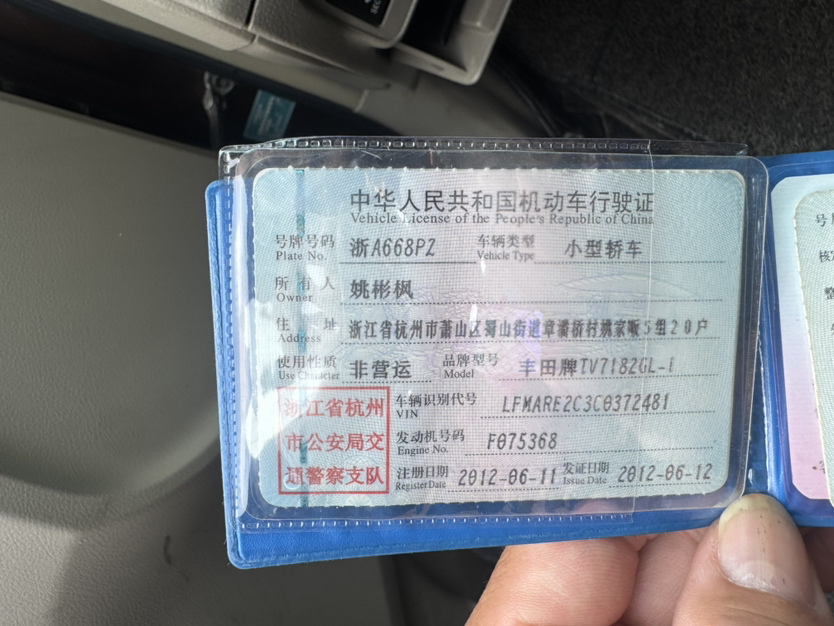 中华人民共和国机动车行驶证
Vehicle License of the People's Republic of China
号牌号码 浙A668P2 车辆类型 小型轿车
Plate No. Vehicle Type
所有人 姚彬枫
Owner
住址 浙江省杭州市萧山区蜀山街道章潘桥村姚家畈5组20户
Address
使用性质 非营运 品牌型号 丰田牌TV7182GL-i
Use Character Model
浙江省杭州
市公安局交
通警察支队
车辆识别代号 LFMARE2C3C0372481
VIN
发动机号码 F075368
Engine No.
注册日期 2012-06-11 发证日期 2012-06-12
Register Date Issue Date
号
核定
整